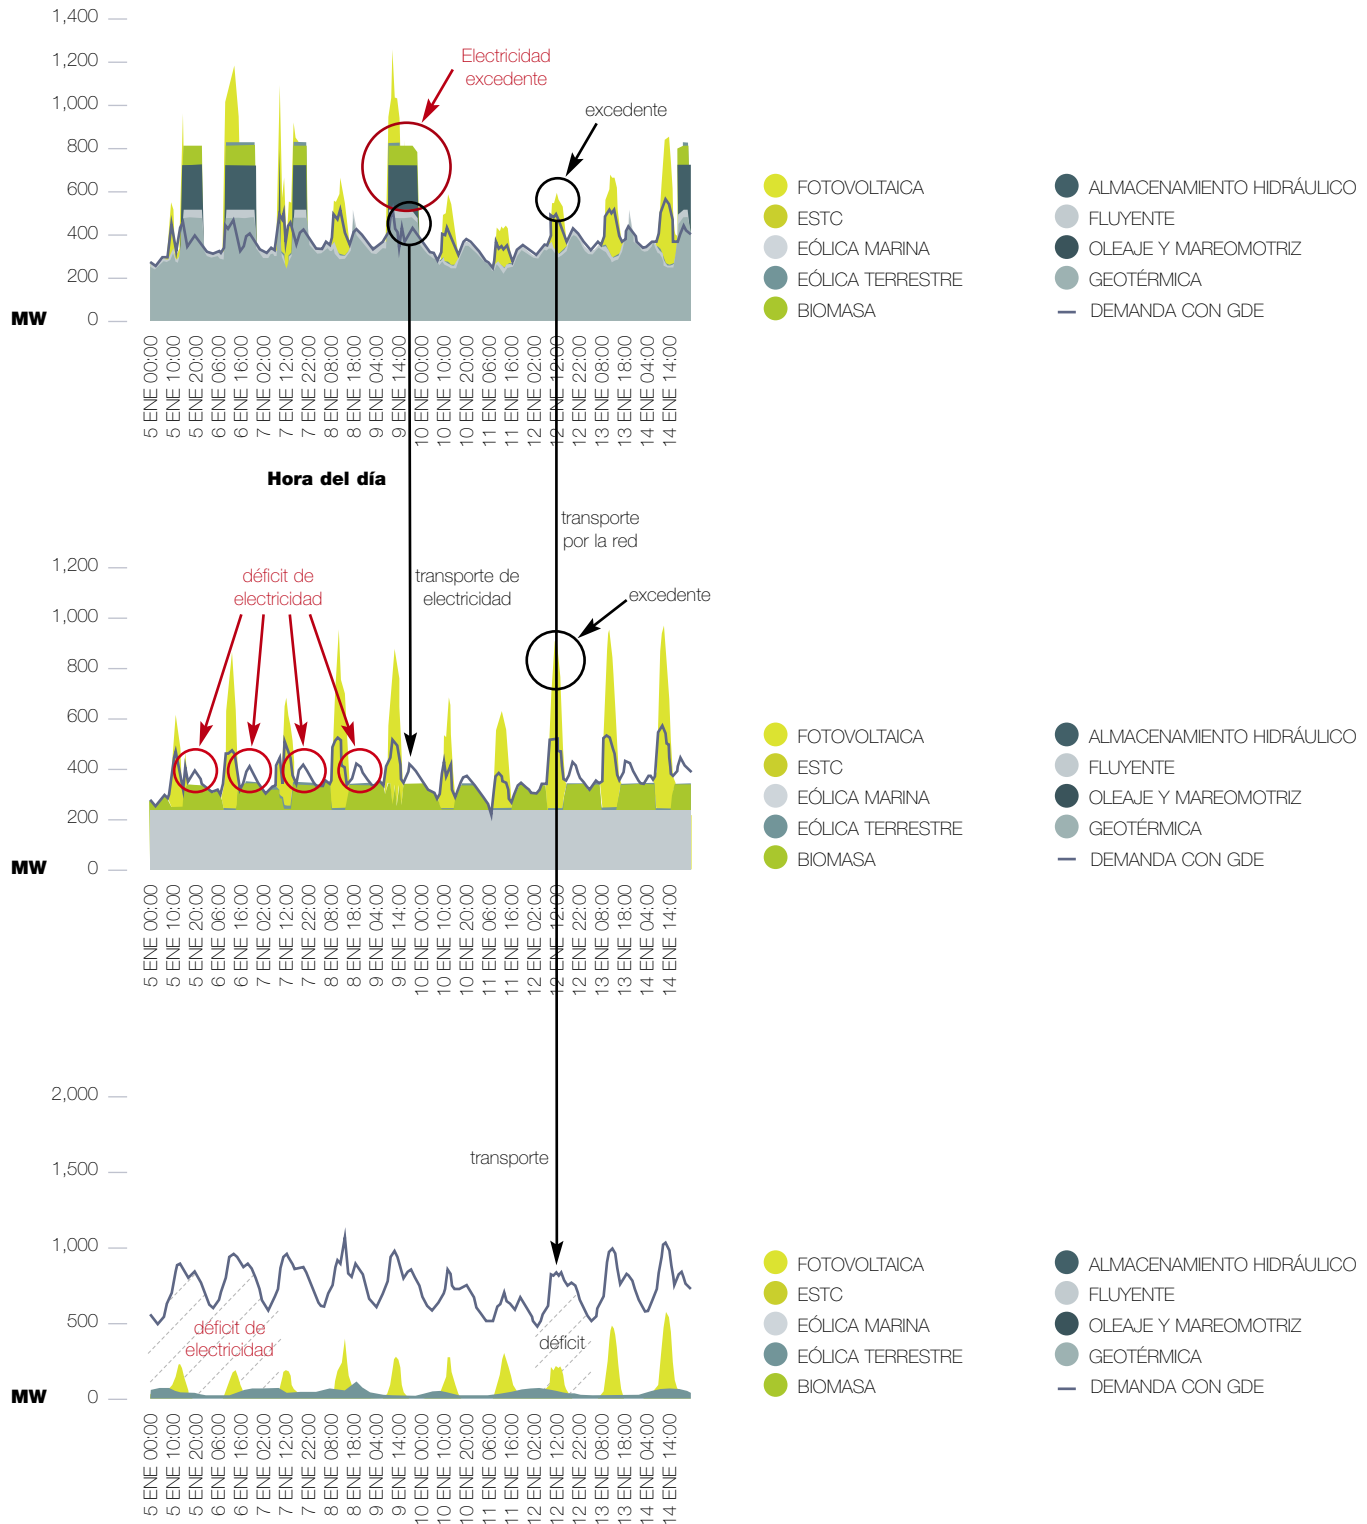 1,400
1,200
1,000
800
600
400
200
MW 0
Electricidad
excedente
excedente
5 ENE 00:00
5 ENE 10:00
5 ENE 20:00
6 ENE 06:00
6 ENE 16:00
7 ENE 02:00
7 ENE 12:00
7 ENE 22:00
8 ENE 08:00
8 ENE 18:00
9 ENE 04:00
9 ENE 14:00
10 ENE 00:00
10 ENE 10:00
10 ENE 20:00
11 ENE 06:00
11 ENE 16:00
12 ENE 02:00
12 ENE 12:00
12 ENE 22:00
13 ENE 08:00
13 ENE 18:00
14 ENE 04:00
14 ENE 14:00
Hora del día
FOTOVOLTAICA
ESTC
EÓLICA MARINA
EÓLICA TERRESTRE
BIOMASA
ALMACENAMIENTO HIDRÁULICO
FLUYENTE
OLEAJE Y MAREOMOTRIZ
GEOTÉRMICA
DEMANDA CON GDE
transporte
por la red
1,200
1,000
800
600
400
200
MW 0
déficit de
electricidad
transporte de
electricidad
excedente
5 ENE 00:00
5 ENE 10:00
5 ENE 20:00
6 ENE 06:00
6 ENE 16:00
7 ENE 02:00
7 ENE 12:00
7 ENE 22:00
8 ENE 08:00
8 ENE 18:00
9 ENE 04:00
9 ENE 14:00
10 ENE 00:00
10 ENE 10:00
10 ENE 20:00
11 ENE 06:00
11 ENE 16:00
12 ENE 02:00
12 ENE 12:00
12 ENE 22:00
13 ENE 08:00
13 ENE 18:00
14 ENE 04:00
14 ENE 14:00
FOTOVOLTAICA
ESTC
EÓLICA MARINA
EÓLICA TERRESTRE
BIOMASA
ALMACENAMIENTO HIDRÁULICO
FLUYENTE
OLEAJE Y MAREOMOTRIZ
GEOTÉRMICA
DEMANDA CON GDE
2,000
1,500
1,000
500
MW 0
transporte
déficit de
electricidad
déficit
5 ENE 00:00
5 ENE 10:00
5 ENE 20:00
6 ENE 06:00
6 ENE 16:00
7 ENE 02:00
7 ENE 12:00
7 ENE 22:00
8 ENE 08:00
8 ENE 18:00
9 ENE 04:00
9 ENE 14:00
10 ENE 00:00
10 ENE 10:00
10 ENE 20:00
11 ENE 06:00
11 ENE 16:00
12 ENE 02:00
12 ENE 12:00
12 ENE 22:00
13 ENE 08:00
13 ENE 18:00
14 ENE 04:00
14 ENE 14:00
FOTOVOLTAICA
ESTC
EÓLICA MARINA
EÓLICA TERRESTRE
BIOMASA
ALMACENAMIENTO HIDRÁULICO
FLUYENTE
OLEAJE Y MAREOMOTRIZ
GEOTÉRMICA
DEMANDA CON GDE